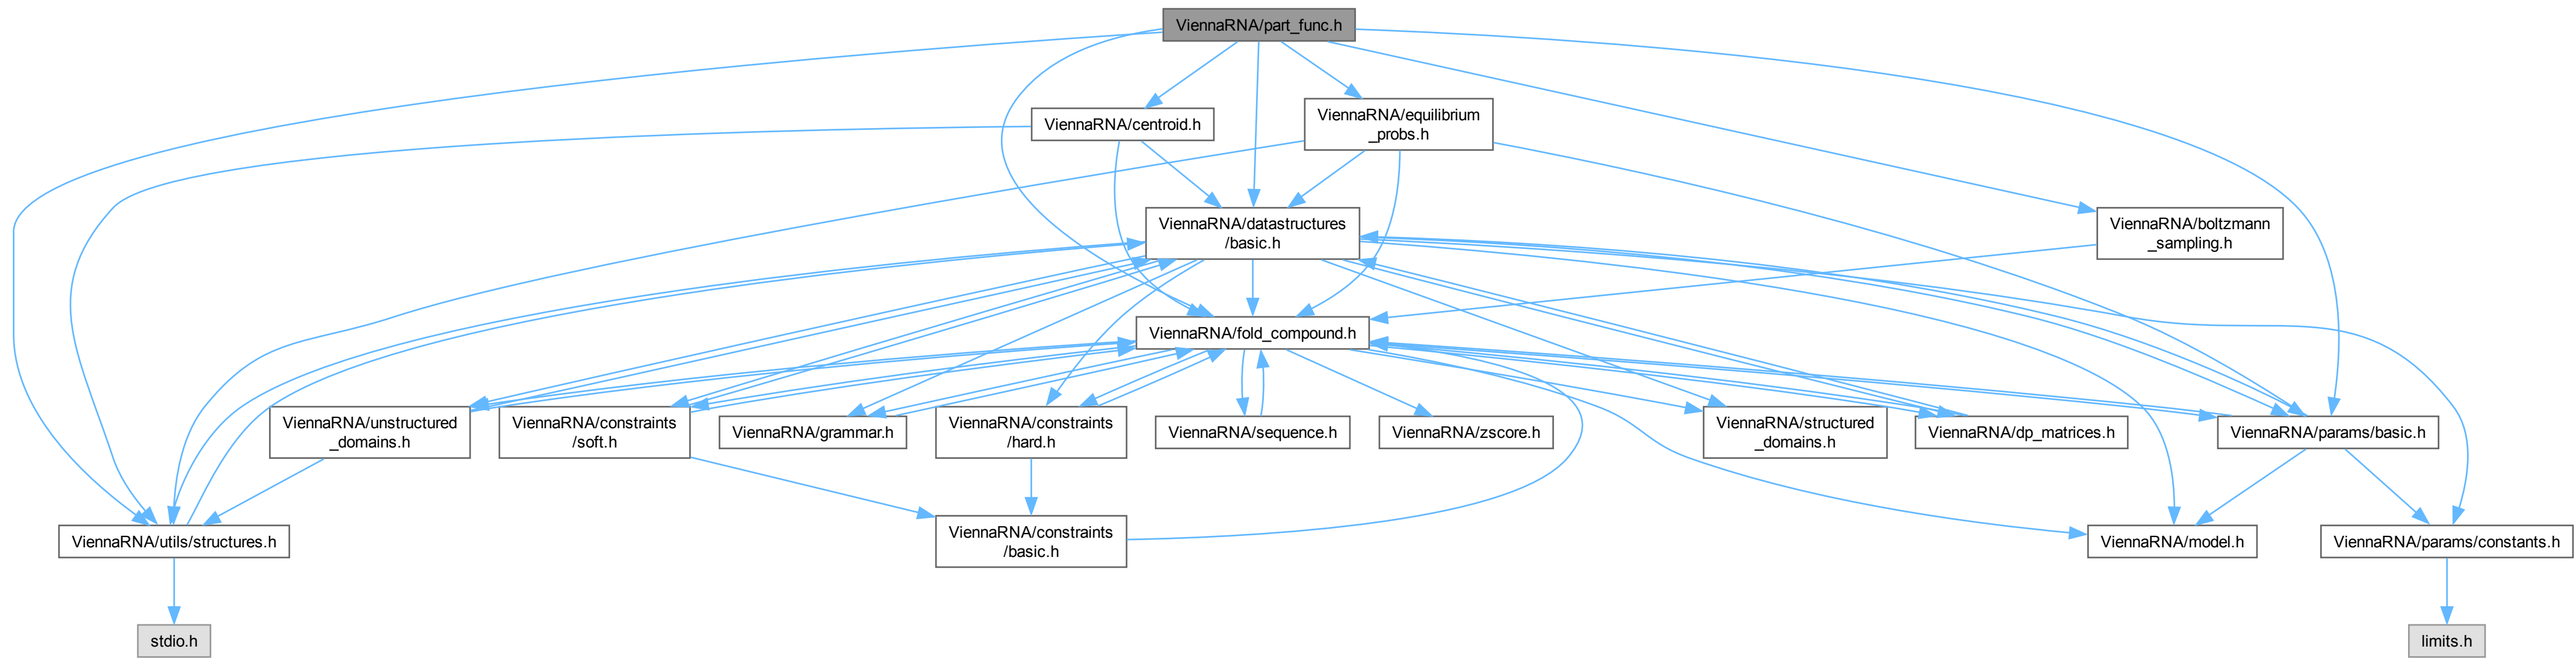 ViennaRNA/part_func.h
ViennaRNA/centroid.h
ViennaRNA/equilibrium
_probs.h
ViennaRNA/datastructures
/basic.h
ViennaRNA/boltzmann
_sampling.h
ViennaRNA/fold_compound.h
ViennaRNA/unstructured
_domains.h
ViennaRNA/constraints
/soft.h
ViennaRNA/grammar.h
ViennaRNA/constraints
/hard.h
ViennaRNA/sequence.h
ViennaRNA/zscore.h
ViennaRNA/structured
_domains.h
ViennaRNA/dp_matrices.h
ViennaRNA/params/basic.h
ViennaRNA/utils/structures.h
ViennaRNA/constraints
/basic.h
ViennaRNA/model.h
ViennaRNA/params/constants.h
stdio.h
limits.h